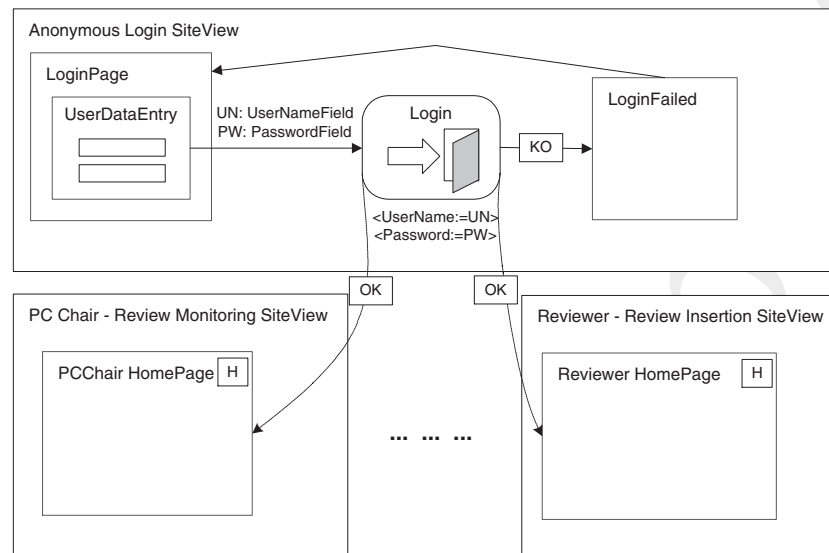 Anonymous Login SiteView
LoginPage
UserDataEntry
UN: UserNameField
PW: PasswordField
Login
KO
LoginFailed
<UserName:=UN>
<Password:=PW>
OK
OK
PC Chair - Review Monitoring SiteView
Reviewer - Review Insertion SiteView
PCChair HomePage
H
Reviewer HomePage
H
... ... ...